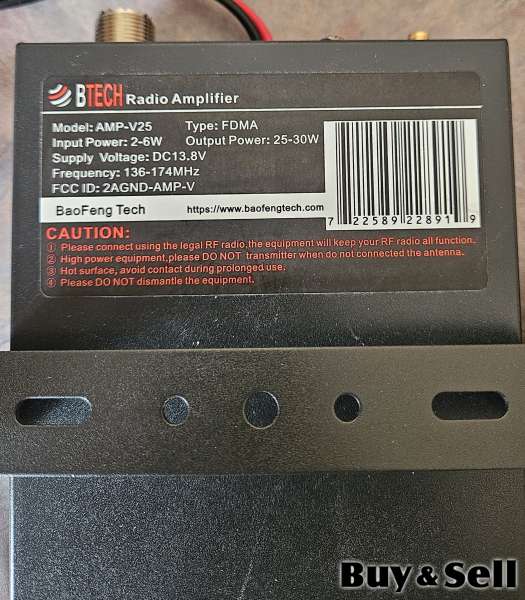 BTECH Radio Amplifier
Model: AMP-V25 Type: FDMA
Input Power: 2-6W Output Power: 25-30W
Supply Voltage: DC13.8V
Frequency: 136-174MHz
FCC ID: 2AGND-AMP-V
BaoFeng Tech https://www.baofengtech.com
7 22589 22891 9
CAUTION:
① Please connect using the legal RF radio,the equipment will keep your RF radio all function.
② High power equipment,please DO NOT transmitter when do not connected the antenna.
③ Hot surface, avoid contact during prolonged use.
④ Please DO NOT dismantle the equipment.
Buy & Sell